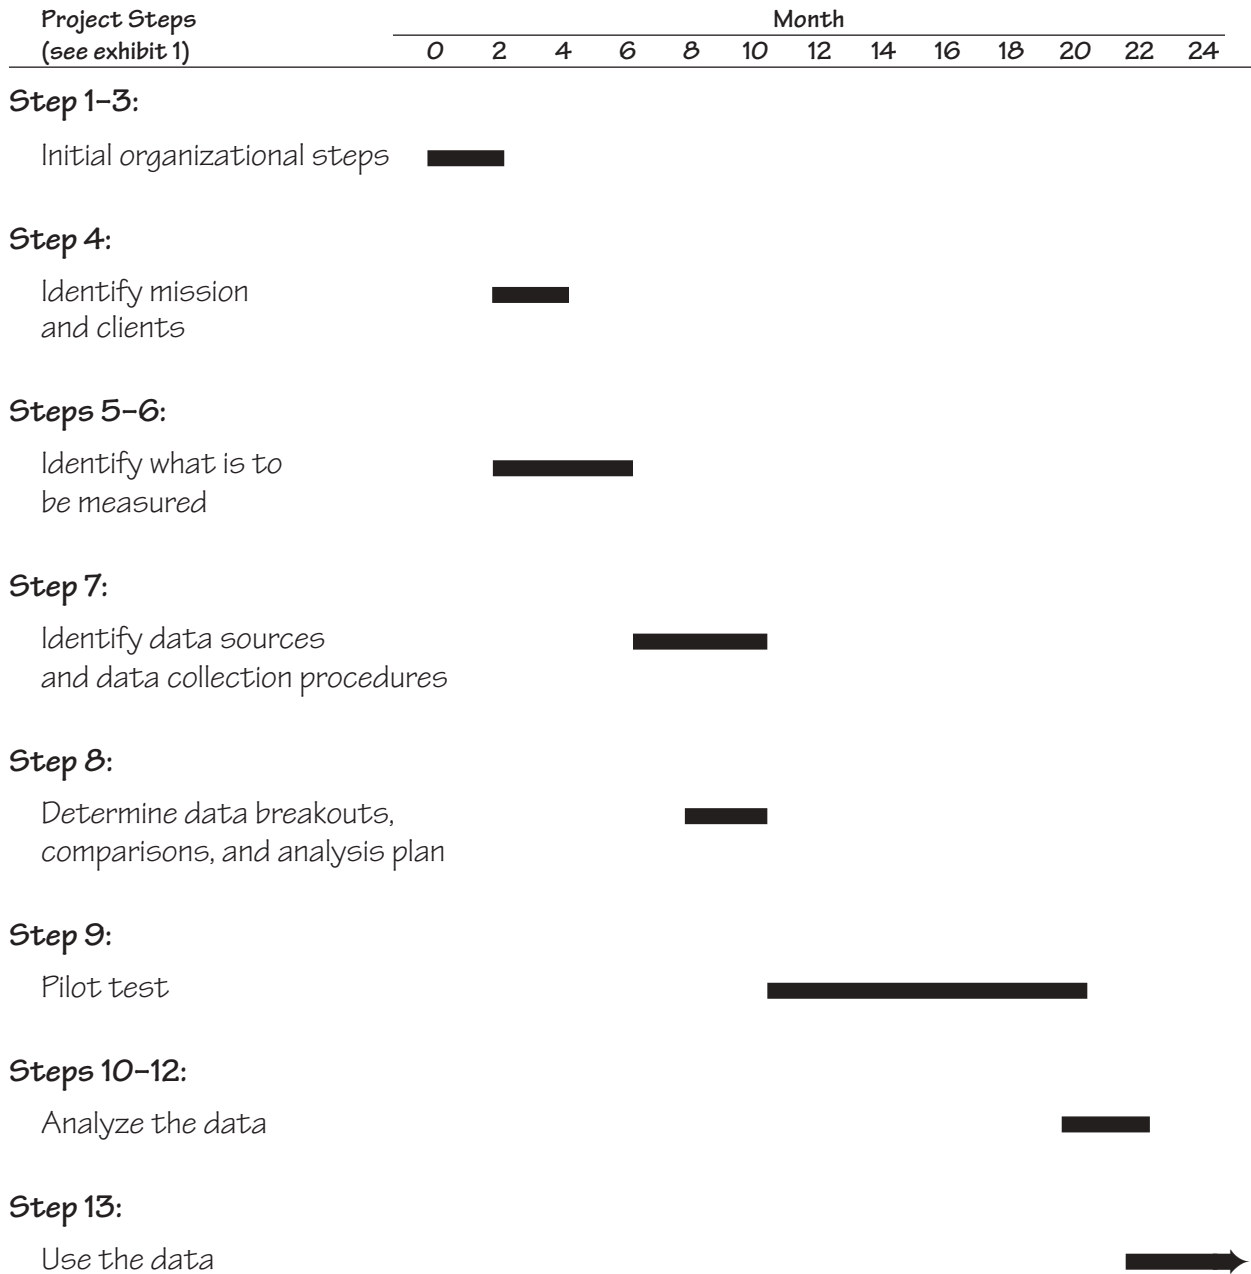 Project Steps Month
(see exhibit 1) 0 2 4 6 8 10 12 14 16 18 20 22 24
Step 1–3:
Initial organizational steps
Step 4:
Identify mission
and clients
Steps 5–6:
Identify what is to
be measured
Step 7:
Identify data sources
and data collection procedures
Step 8:
Determine data breakouts,
comparisons, and analysis plan
Step 9:
Pilot test
Steps 10–12:
Analyze the data
Step 13:
Use the data